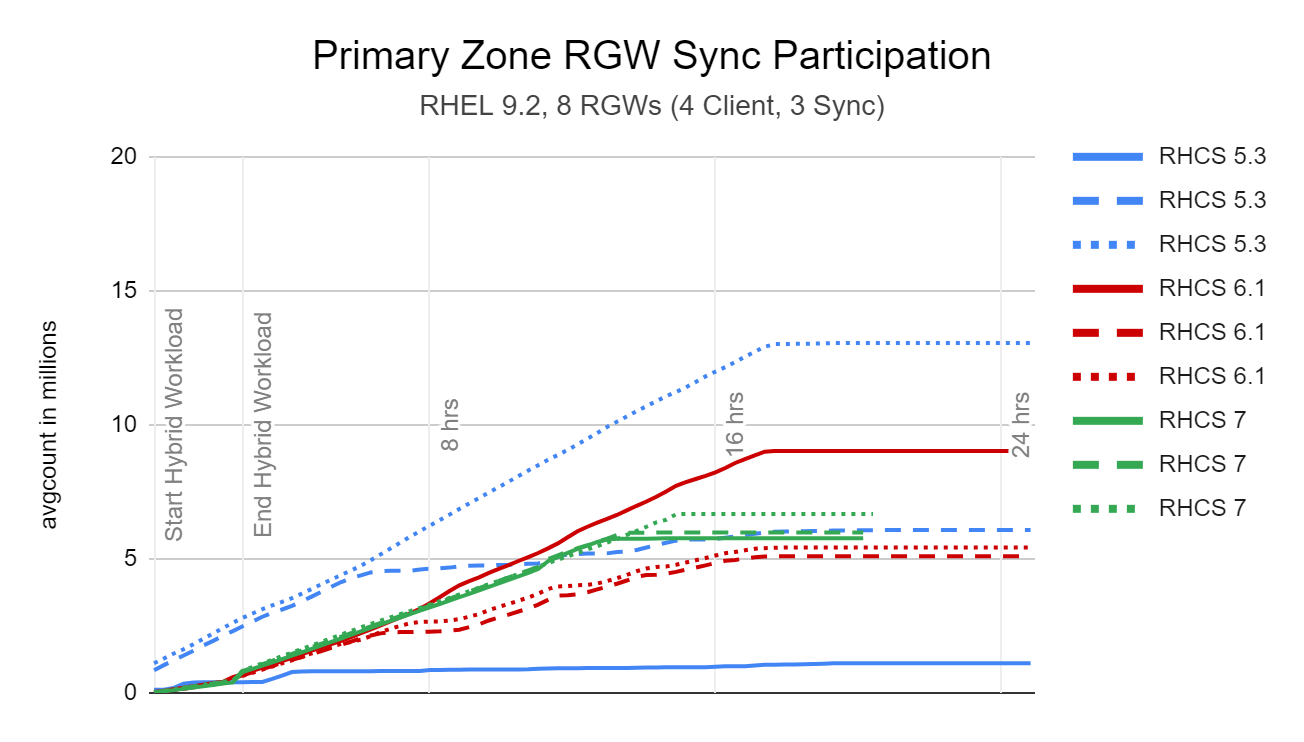 Primary Zone RGW Sync Participation
RHEL 9.2, 8 RGWs (4 Client, 3 Sync)
avgcount in millions
20
15
10
5
0
Start Hybrid Workload
End Hybrid Workload
8 hrs
16 hrs
24 hrs
RHCS 5.3
RHCS 5.3
RHCS 5.3
RHCS 6.1
RHCS 6.1
RHCS 6.1
RHCS 7
RHCS 7
RHCS 7